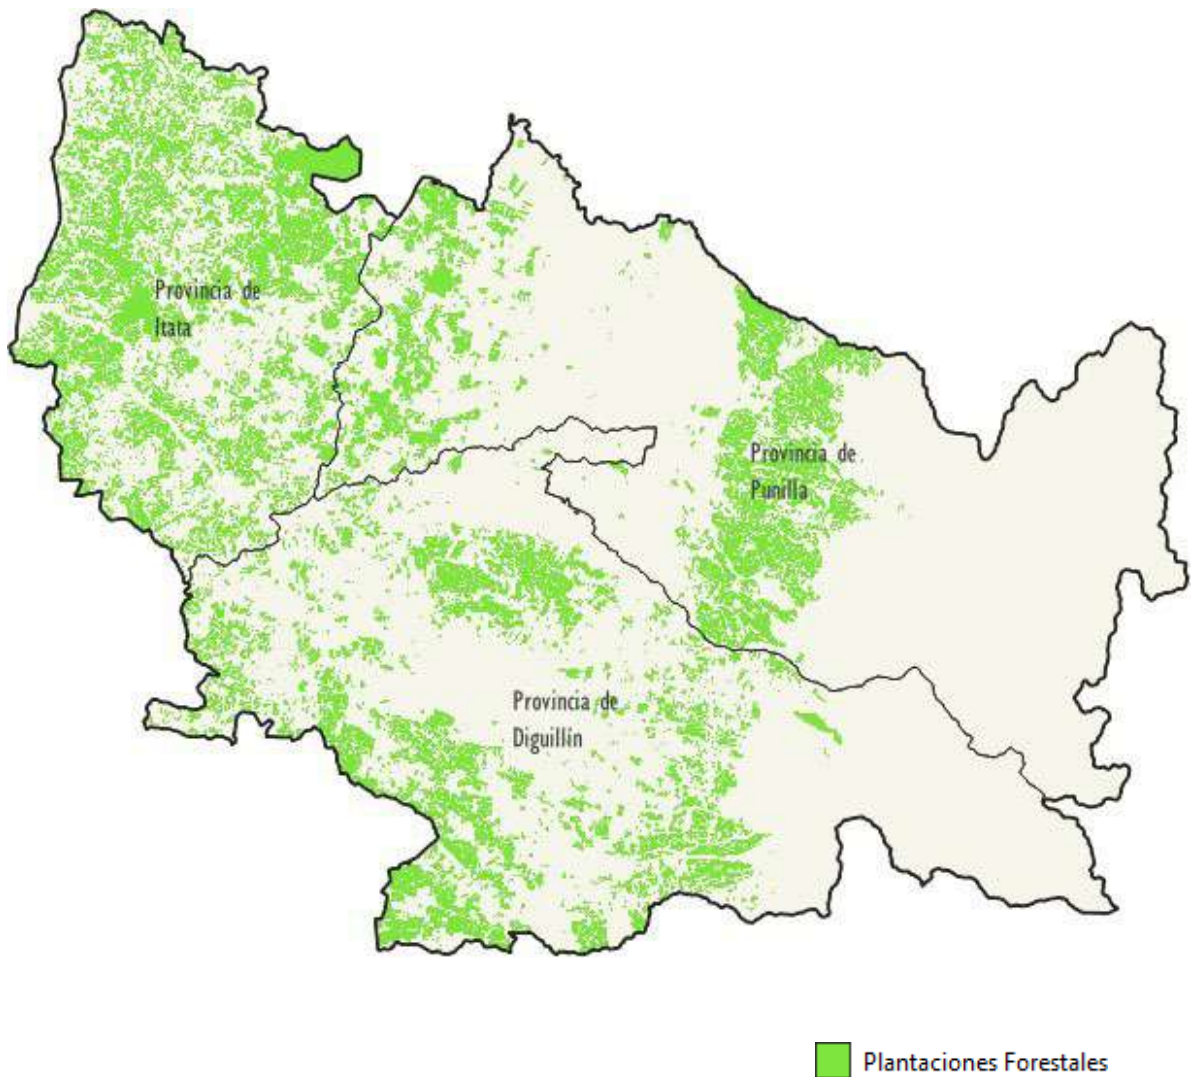 Provincia de
Itata
Provincia de
Punilla
Provincia de
Diguillín
Plantaciones Forestales